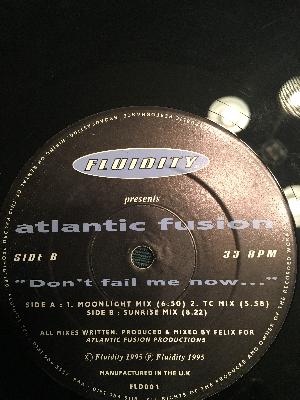 FLUIDITY
presents
atlantic fusion
SIDE B
33 RPM
"Don't fail me now..."
SIDE A : 1. MOONLIGHT MIX (6.50) 2. TC MIX (5.58)
SIDE B : SUNRISE MIX (8.22)
ALL MIXES WRITTEN, PRODUCED & MIXED BY FELIX FOR
ATLANTIC FUSION PRODUCTIONS
© Fluidity 1995 ℗ Fluidity 1995
MANUFACTURED IN THE U.K
FLD001